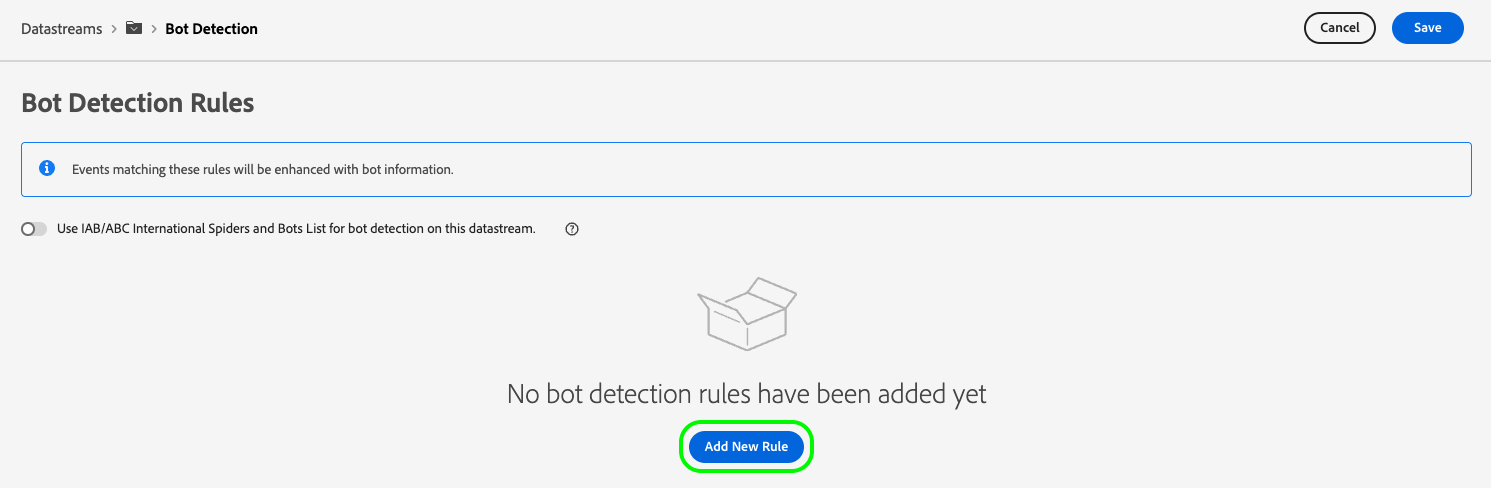 Datastreams > > Bot Detection
Cancel
Save
Bot Detection Rules
Events matching these rules will be enhanced with bot information.
Use IAB/ABC International Spiders and Bots List for bot detection on this datastream.
No bot detection rules have been added yet
Add New Rule